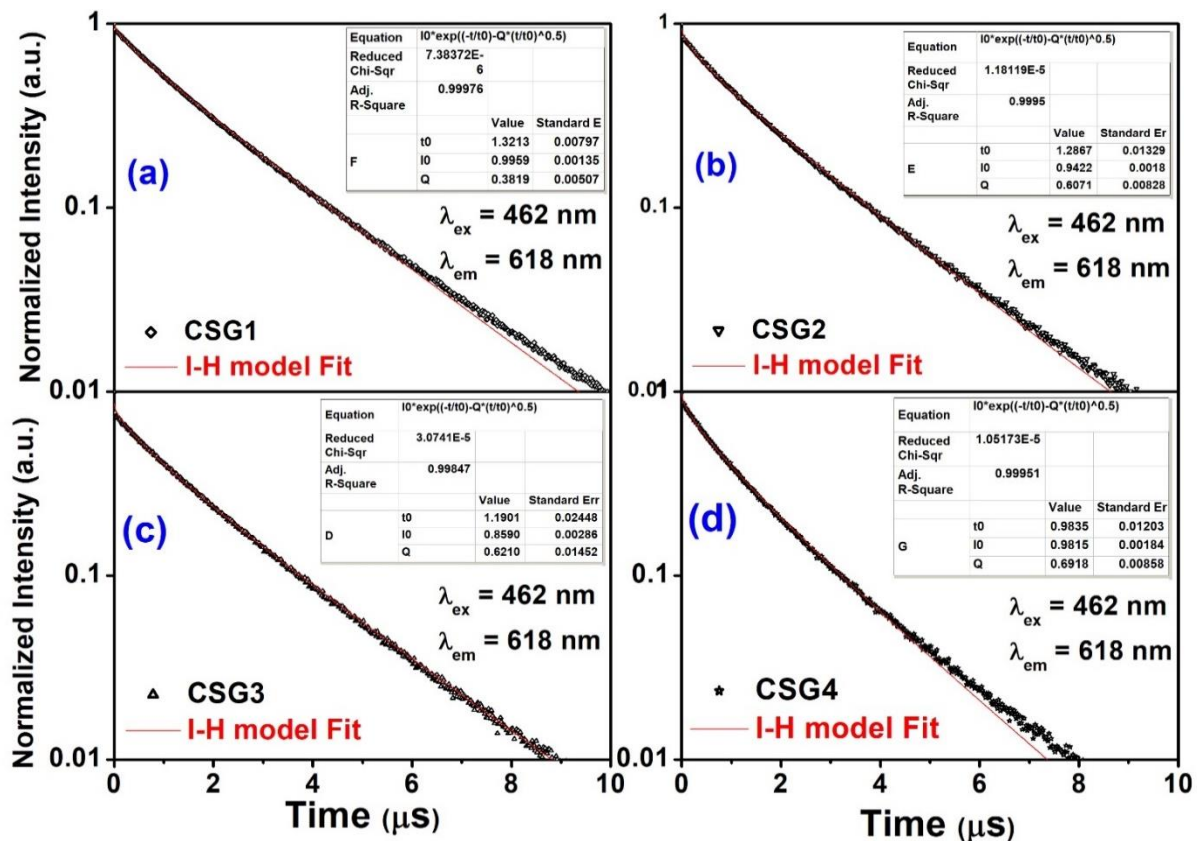 Normalized Intensity (a.u.)
1
0.1
0.01
Equation I0*exp((-t/t0)-Q*(t/t0)^0.5)
Reduced Chi-Sqr 7.38372E-6
Adj. R-Square 0.99976
Value Standard E
t0 1.3213 0.00797
F I0 0.9959 0.00135
Q 0.3819 0.00507
(a)
λex = 462 nm
λem = 618 nm
CSG1
I-H model Fit
1
0.1
0.01
Equation I0*exp((-t/t0)-Q*(t/t0)^0.5)
Reduced Chi-Sqr 1.18119E-5
Adj. R-Square 0.9995
Value Standard Er
t0 1.2867 0.01329
E I0 0.9422 0.0018
Q 0.6071 0.00828
(b)
λex = 462 nm
λem = 618 nm
CSG2
I-H model Fit
Normalized Intensity (a.u.)
0.1
0.01
Equation I0*exp((-t/t0)-Q*(t/t0)^0.5)
Reduced Chi-Sqr 3.0741E-5
Adj. R-Square 0.99847
Value Standard Err
t0 1.1901 0.02448
D I0 0.8590 0.00286
Q 0.6210 0.01452
(c)
λex = 462 nm
λem = 618 nm
CSG3
I-H model Fit
0 2 4 6 8 10
Time (μs)
0.1
0.01
Equation I0*exp((-t/t0)-Q*(t/t0)^0.5)
Reduced Chi-Sqr 1.05173E-5
Adj. R-Square 0.99951
Value Standard Er
t0 0.9835 0.01203
G I0 0.9815 0.00184
Q 0.6918 0.00858
(d)
λex = 462 nm
λem = 618 nm
CSG4
I-H model Fit
0 2 4 6 8 10
Time (μs)